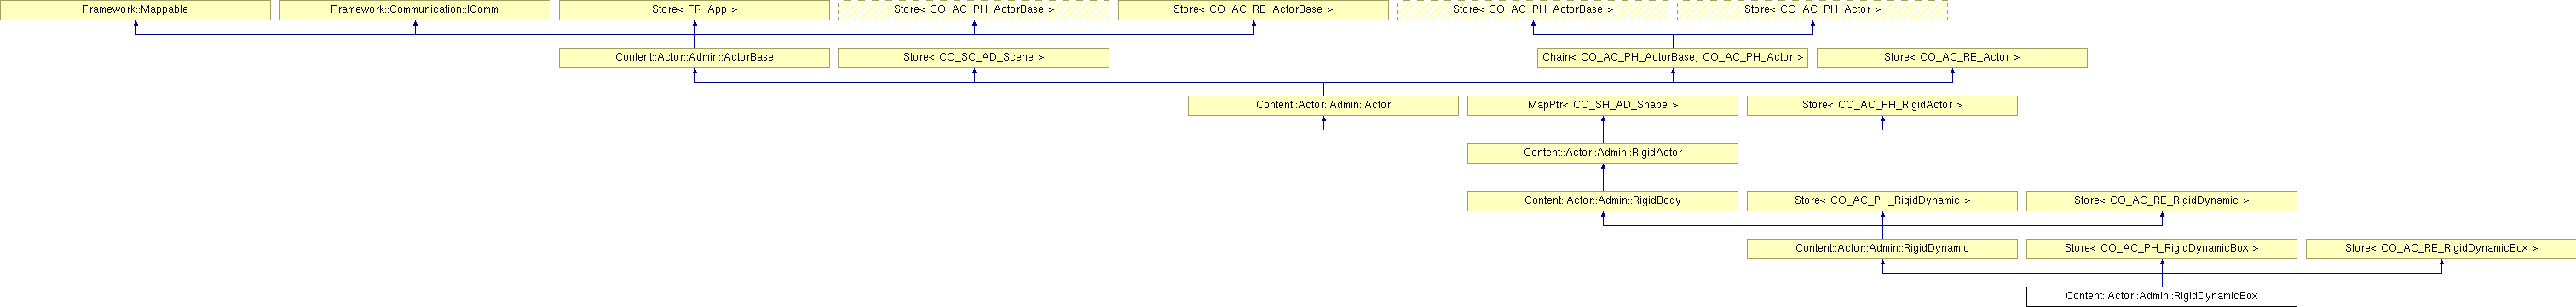 Framework::Mappable
Framework::Communication::IComm
Store< FR_App >
Store< CO_AC_PH_ActorBase >
Store< CO_AC_RE_ActorBase >
Store< CO_AC_PH_ActorBase >
Store< CO_AC_PH_Actor >
Content::Actor::Admin::ActorBase
Store< CO_SC_AD_Scene >
Chain< CO_AC_PH_ActorBase, CO_AC_PH_Actor >
Store< CO_AC_RE_Actor >
Content::Actor::Admin::Actor
MapPtr< CO_SH_AD_Shape >
Store< CO_AC_PH_RigidActor >
Content::Actor::Admin::RigidActor
Content::Actor::Admin::RigidBody
Store< CO_AC_PH_RigidDynamic >
Store< CO_AC_RE_RigidDynamic >
Content::Actor::Admin::RigidDynamic
Store< CO_AC_PH_RigidDynamicBox >
Store< CO_AC_RE_RigidDynamicBox >
Content::Actor::Admin::RigidDynamicBox